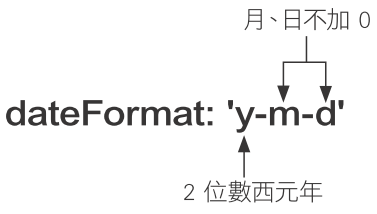 月、日不加 0
dateFormat: 'y-m-d'
2 位數西元年